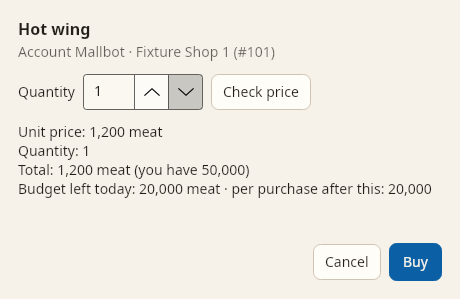 Hot wing
Account Mallbot · Fixture Shop 1 (#101)
Quantity 1 Check price
Unit price: 1,200 meat
Quantity: 1
Total: 1,200 meat (you have 50,000)
Budget left today: 20,000 meat · per purchase after this: 20,000
Cancel Buy